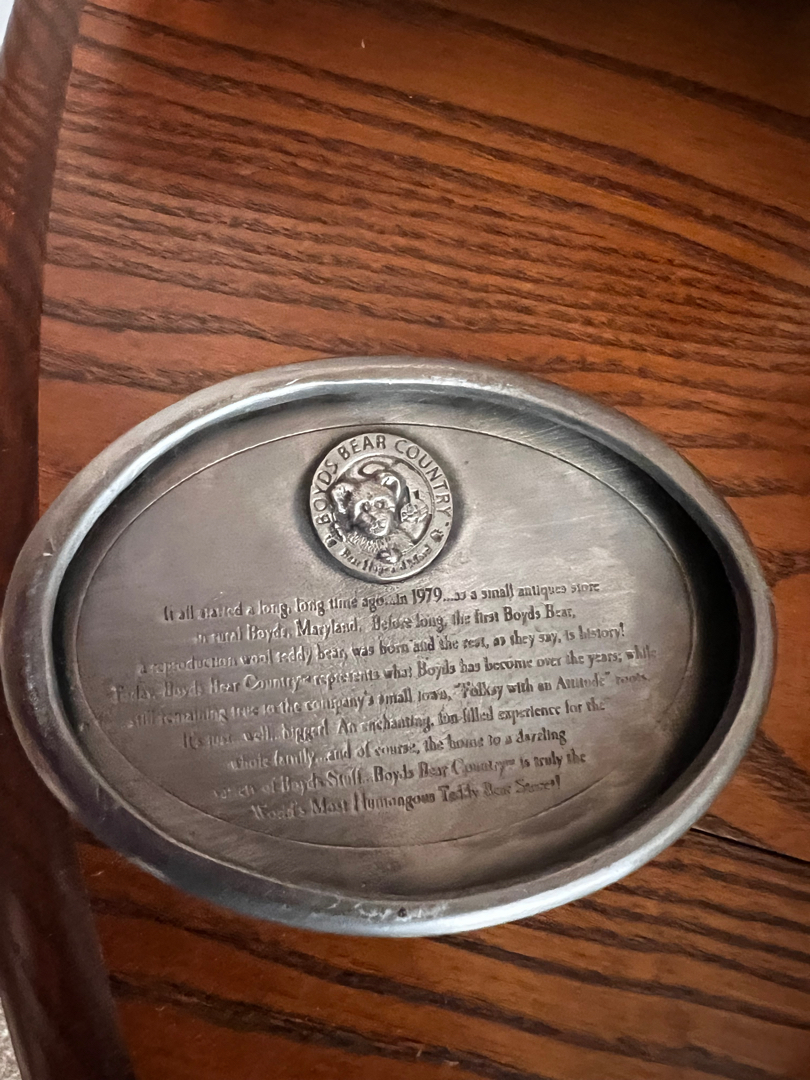 BOYDS BEAR COUNTRY
It all started a long, long time ago...in 1979...as a small antiques store
in rural Boyds, Maryland. Before long, the first Boyds Bear,
a reproduction wool teddy bear, was born and the rest, as they say, is history!
Today, Boyds Bear Country™ represents what Boyds has become over the years; while
still remaining true to the company's small town, "Folksy with an Attitude" roots.
It's just...well...bigger! An enchanting, fun-filled experience for the
whole family...and of course, the home to a dazzling
variety of Boyds Stuff...Boyds Bear Country™ is truly the
World's Most Humongous Teddy Bear Store!